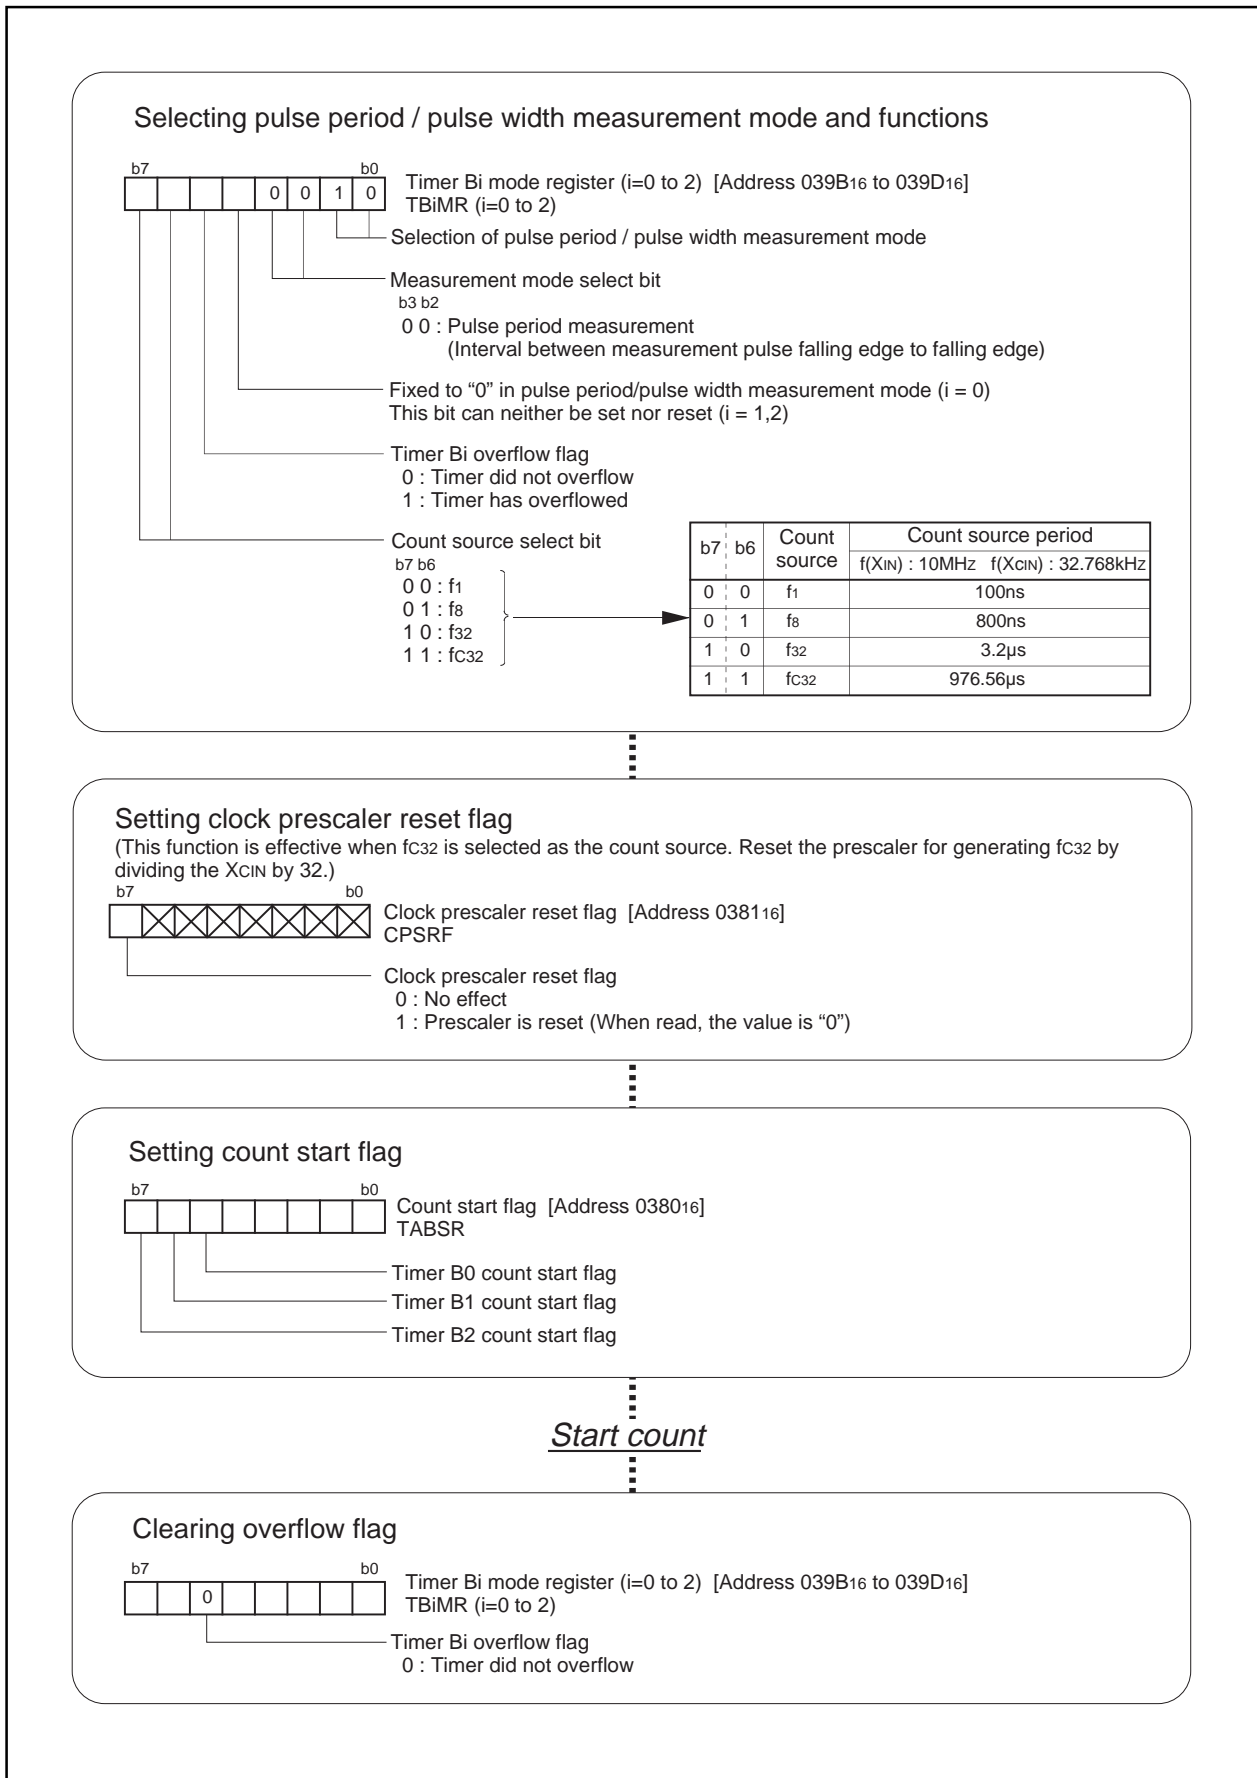 Selecting pulse period / pulse width measurement mode and functions
b7 b0
0 0 1 0
Timer Bi mode register (i=0 to 2) [Address 039B16 to 039D16]
TBiMR (i=0 to 2)
Selection of pulse period / pulse width measurement mode
Measurement mode select bit
b3 b2
0 0 : Pulse period measurement
(Interval between measurement pulse falling edge to falling edge)
Fixed to “0” in pulse period/pulse width measurement mode (i = 0)
This bit can neither be set nor reset (i = 1,2)
Timer Bi overflow flag
0 : Timer did not overflow
1 : Timer has overflowed
Count source select bit
b7 b6
0 0 : f1
0 1 : f8
1 0 : f32
1 1 : fC32
b7 b6 Count source Count source period
f(XIN) : 10MHz f(XCIN) : 32.768kHz
0 0 f1 100ns
0 1 f8 800ns
1 0 f32 3.2µs
1 1 fC32 976.56µs
Setting clock prescaler reset flag
(This function is effective when fC32 is selected as the count source. Reset the prescaler for generating fC32 by
dividing the XCIN by 32.)
b7 b0
Clock prescaler reset flag [Address 038116]
CPSRF
Clock prescaler reset flag
0 : No effect
1 : Prescaler is reset (When read, the value is “0”)
Setting count start flag
b7 b0
Count start flag [Address 038016]
TABSR
Timer B0 count start flag
Timer B1 count start flag
Timer B2 count start flag
Start count
Clearing overflow flag
b7 b0
0
Timer Bi mode register (i=0 to 2) [Address 039B16 to 039D16]
TBiMR (i=0 to 2)
Timer Bi overflow flag
0 : Timer did not overflow